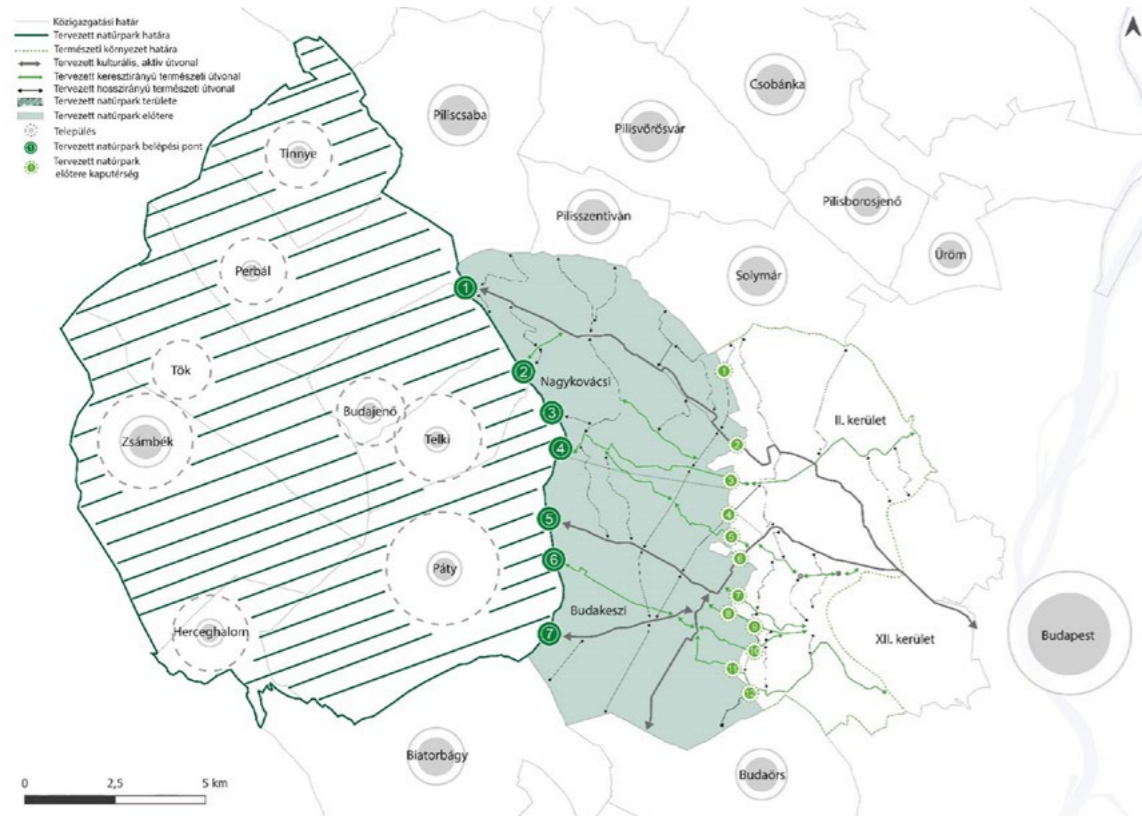 Közigazgatási határ
Tervezett natúrpark határa
Természeti környezet határa
Tervezett kulturális, aktív útvonal
Tervezett keresztirányú természeti útvonal
Tervezett hosszirányú természeti útvonal
Tervezett natúrpark területe
Tervezett natúrpark előtere
Település
1 Tervezett natúrpark belépési pont
1 Tervezett natúrpark
előtere kaputérség
Csobánka
Piliscsaba
Pilisvörösvár
Tinnye
Pilisborosjenő
Pilisszentiván
Üröm
Perbál
Solymár
1
Tök
2
1
Nagykovácsi
Budajenő
3
II. kerület
Zsámbék
Telki
4
2
3
5
4
5
6
6
Páty
7
Budakeszi
8
9
Herceghalom
7
XII. kerület
Budapest
10
11
12
Biatorbágy
Budaörs
0 2,5 5 km